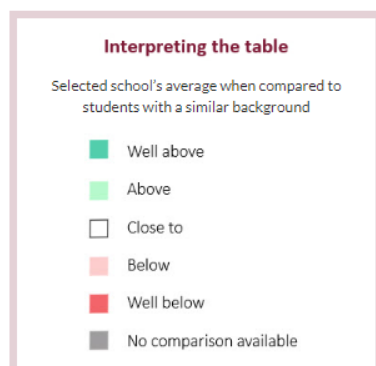 Interpreting the table
Selected school's average when compared to
students with a similar background
Well above
Above
Close to
Below
Well below
No comparison available